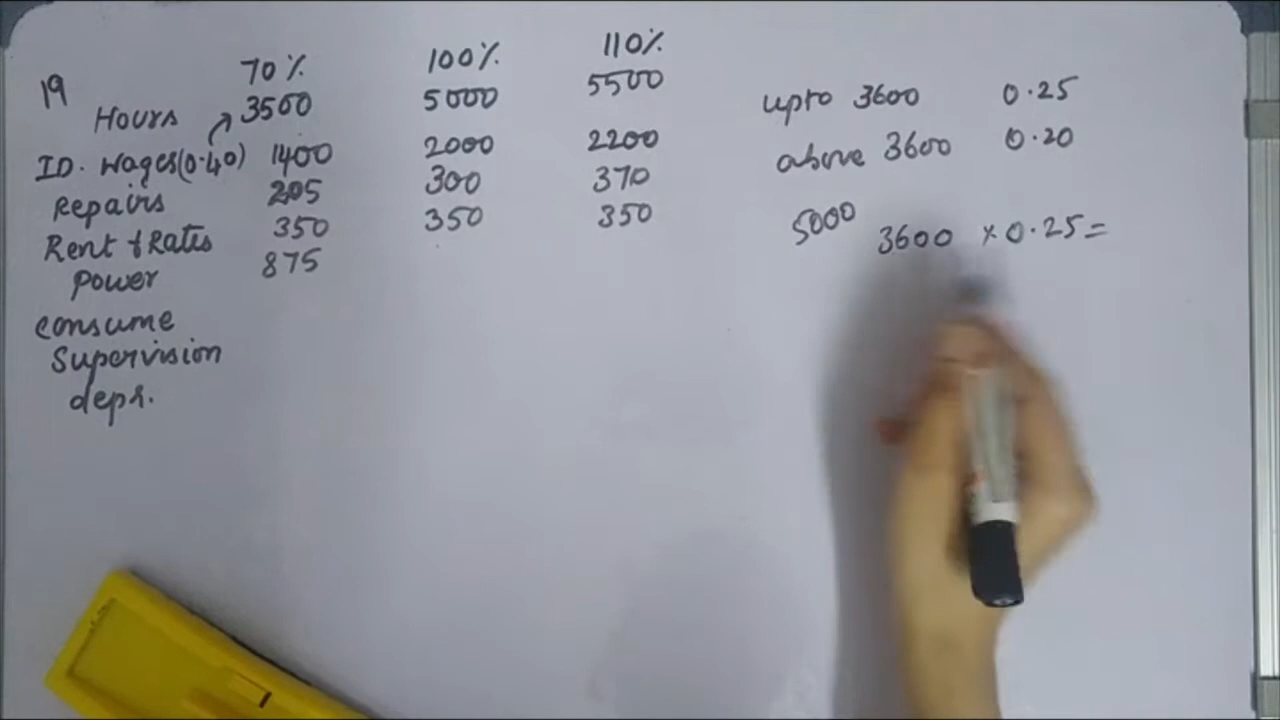 19 70% 100% 110%
Hours 3500 5000 5500
ID. Wages(0.40) 1400 2000 2200
Repairs 205 300 370
Rent & Rates 350 350 350
Power 875
Consume
Supervision
depr.
upto 3600 0.25
above 3600 0.20
5000 3600 × 0.25 =